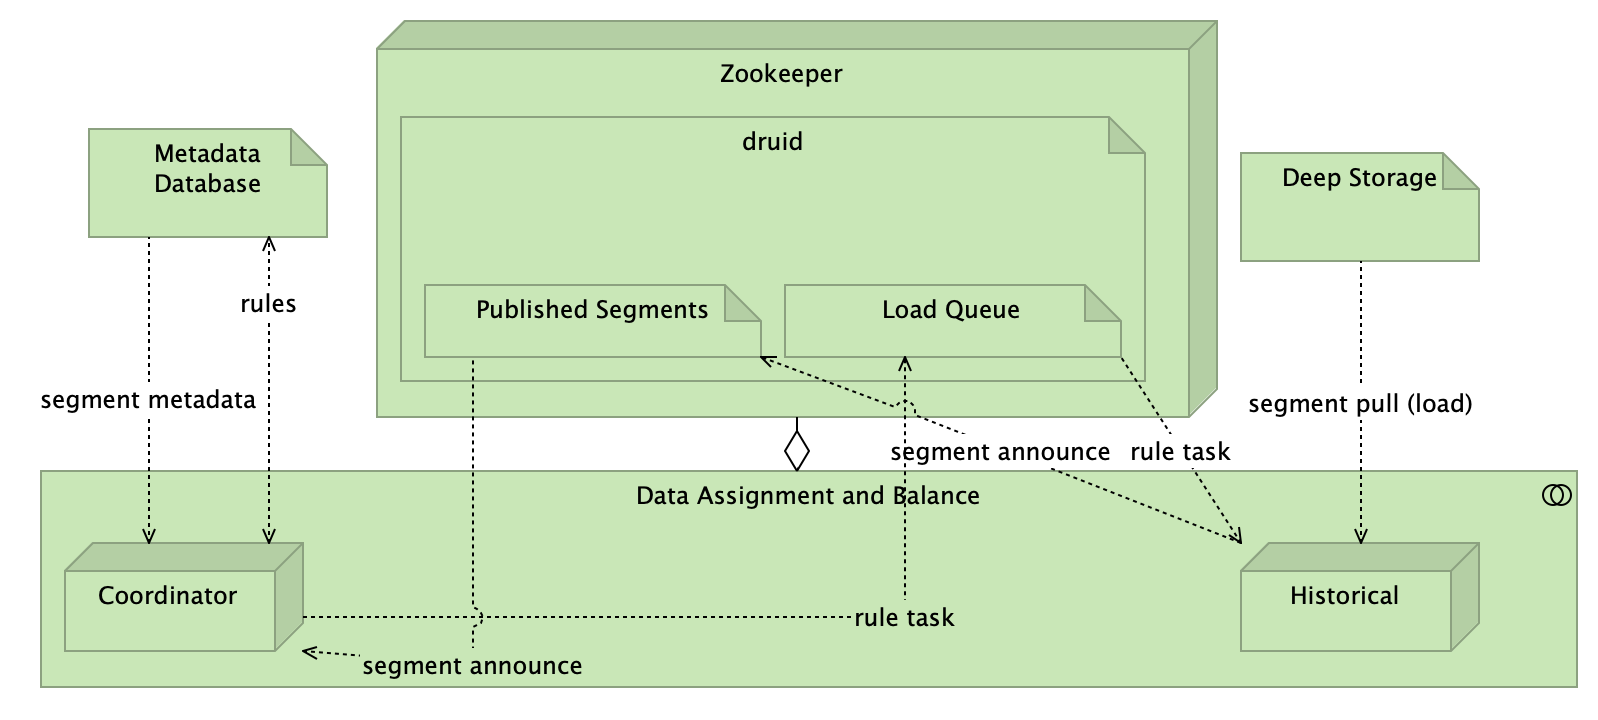 Zookeeper
druid
Metadata
Database
Deep Storage
rules
Published Segments
Load Queue
segment metadata
segment pull (load)
segment announce
rule task
Data Assignment and Balance
Coordinator
Historical
rule task
segment announce